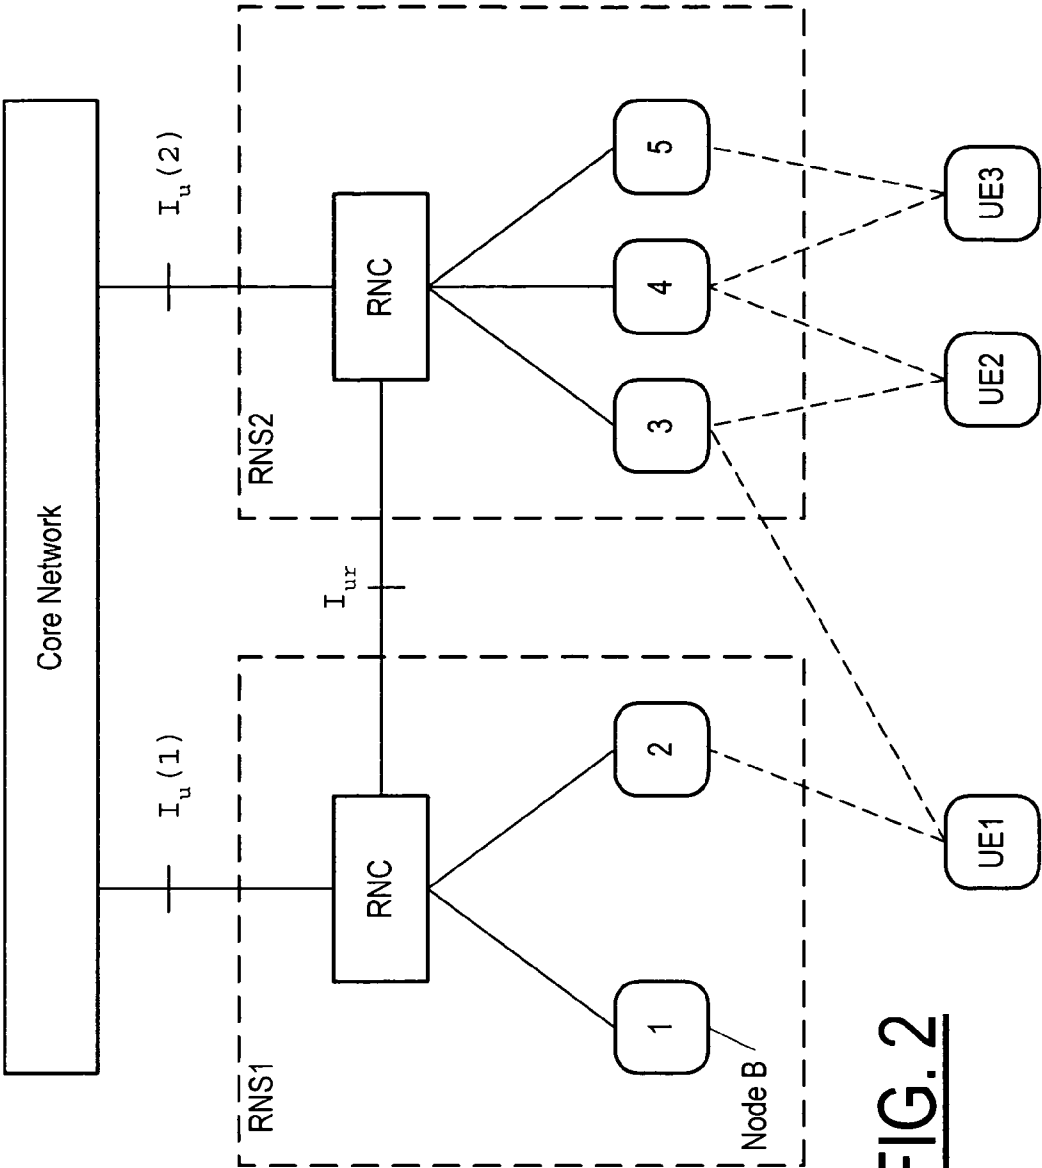 Core Network
I_u(1)
I_u(2)
RNS1
RNS2
RNC
I_ur
RNC
1
2
3
4
5
Node B
UE1
UE2
UE3
FIG. 2